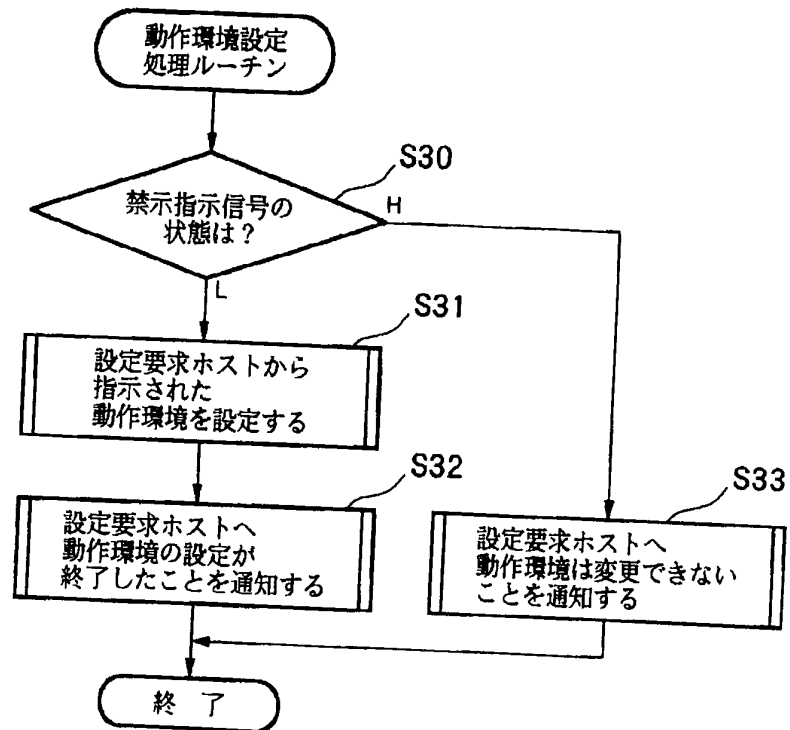 動作環境設定
処理ルーチン
S30
禁示指示信号の
状態は？
H
L
S31
設定要求ホストから
指示された
動作環境を設定する
S32
設定要求ホストへ
動作環境の設定が
終了したことを通知する
S33
設定要求ホストへ
動作環境は変更できない
ことを通知する
終 了